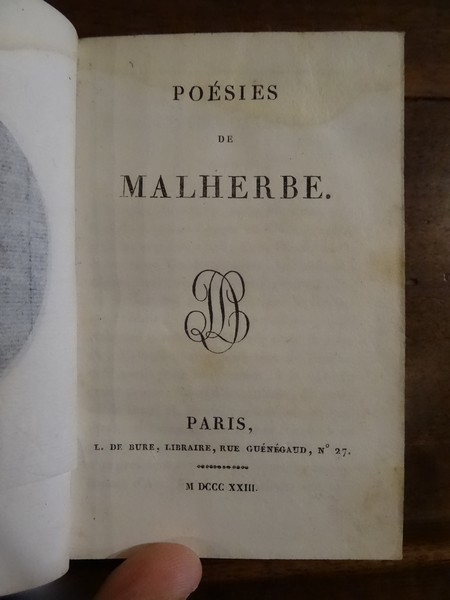 POÉSIES
DE
MALHERBE.
PARIS,
L. DE BURE, LIBRAIRE, RUE GUÉNÉGAUD, N° 27.
M DCCC XXIII.